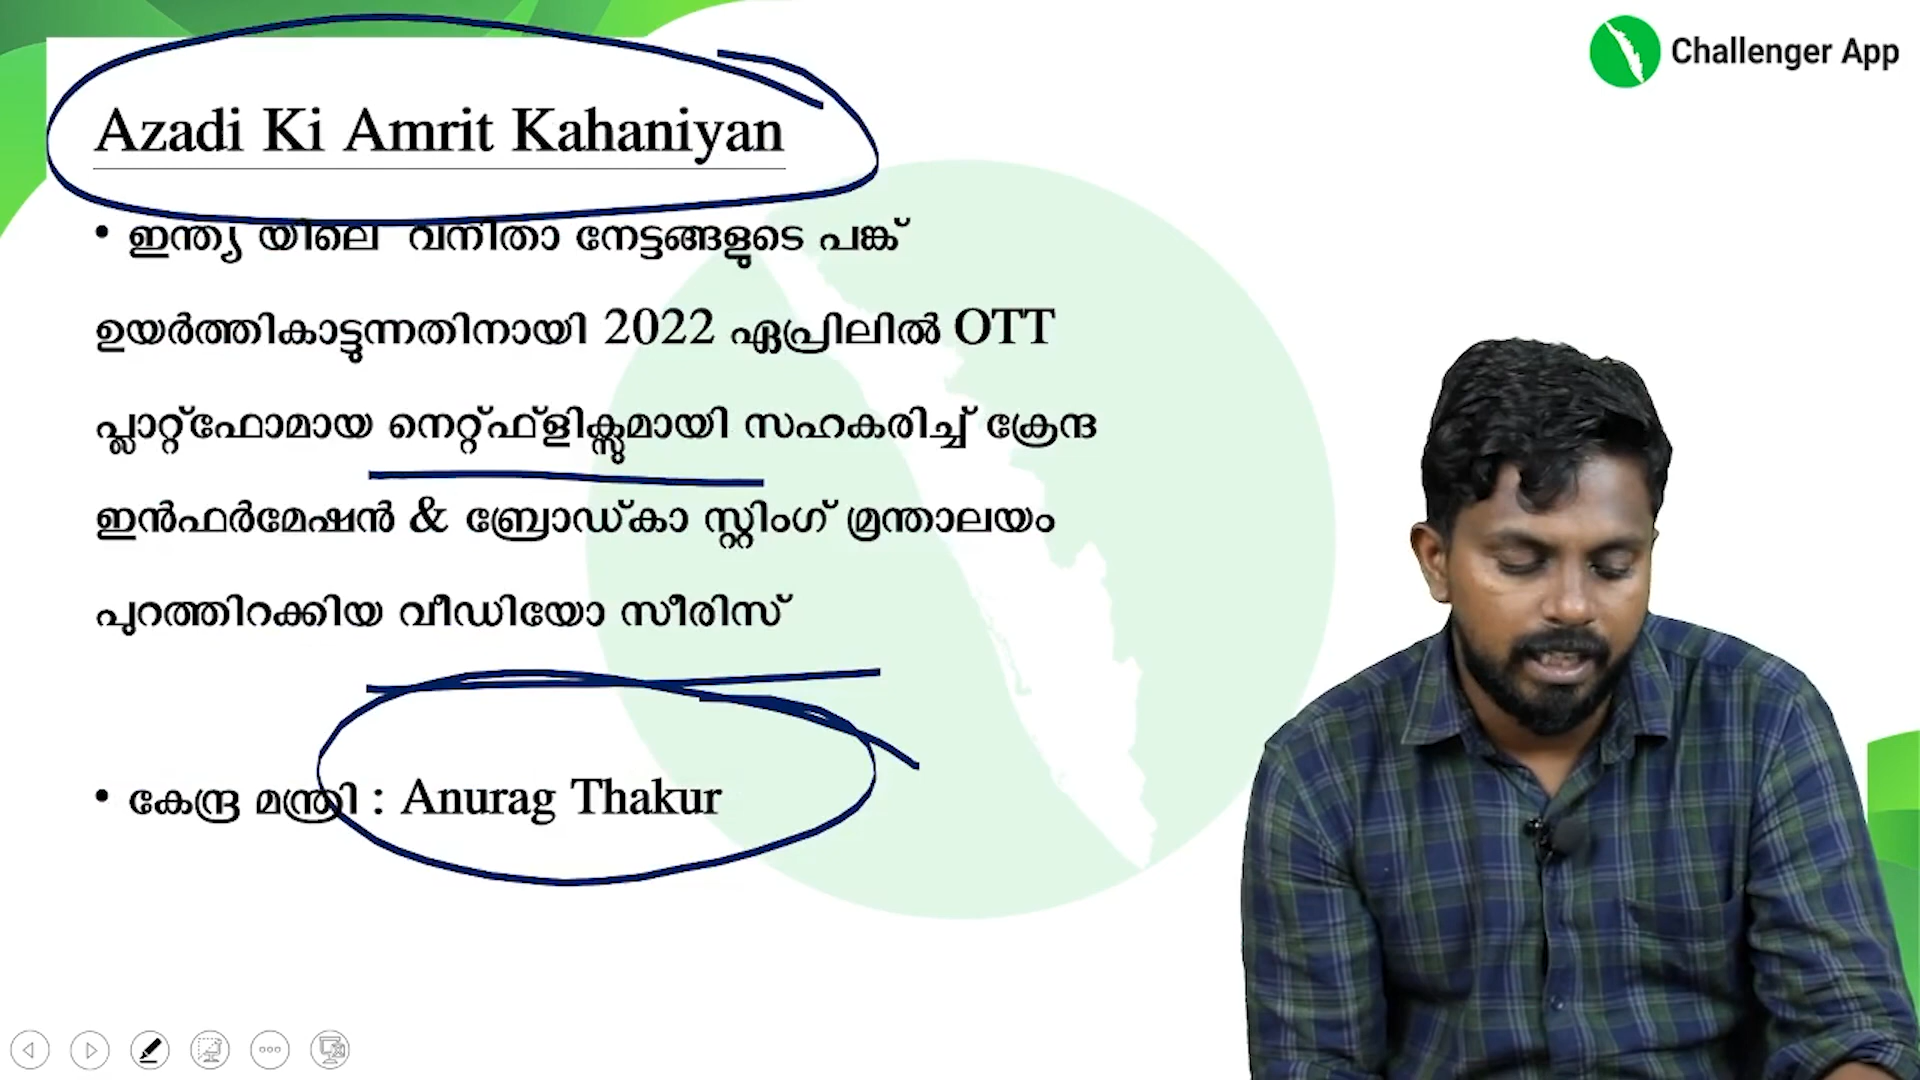 Challenger App
Azadi Ki Amrit Kahaniyan
• ഇന്ത്യ യിലെ വനിതാ നേട്ടങ്ങളുടെ പങ്ക്
ഉയർത്തികാട്ടുന്നതിനായി 2022 ഏപ്രിലിൽ OTT
പ്ലാറ്റ്ഫോമായ നെറ്റ്ഫ്ളിക്സുമായി സഹകരിച്ച് ക്രേന്ദ
ഇൻഫർമേഷൻ & ബ്രോഡ്കാ സ്റ്റിംഗ് മ്രന്താലയം
പുറത്തിറക്കിയ വീഡിയോ സീരിസ്
• കേന്ദ്ര മന്ത്രി : Anurag Thakur